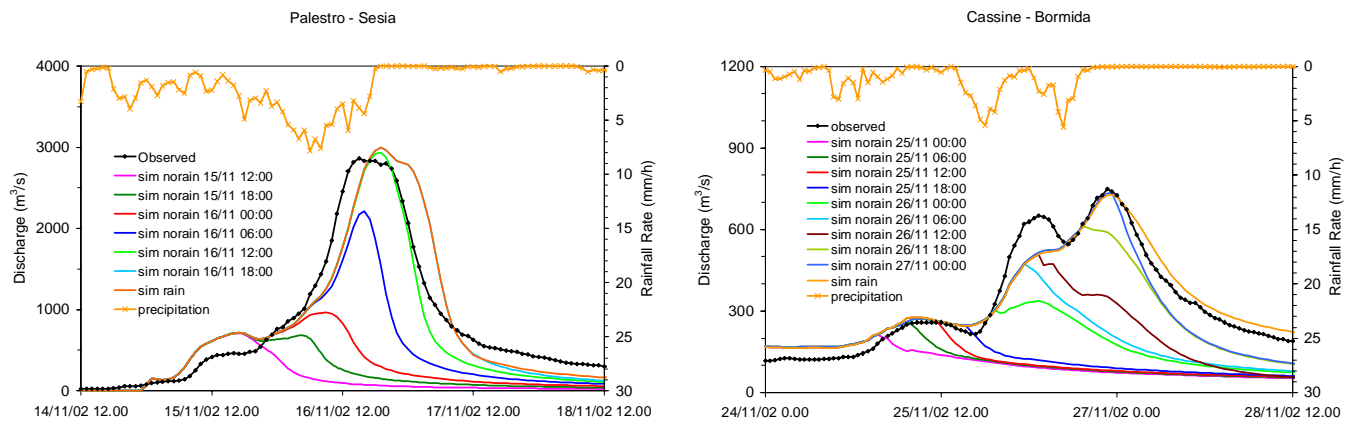 Palestro - Sesia
4000
3000
2000
1000
0
Discharge (m³/s)
0
5
10
15
20
25
30
Rainfall Rate (mm/h)
Observed
sim norain 15/11 12:00
sim norain 15/11 18:00
sim norain 16/11 00:00
sim norain 16/11 06:00
sim norain 16/11 12:00
sim norain 16/11 18:00
sim rain
precipitation
14/11/02 12.00 15/11/02 12.00 16/11/02 12.00 17/11/02 12.00 18/11/02 12.00
Cassine - Bormida
1200
900
600
300
0
Discharge (m³/s)
0
5
10
15
20
25
30
Rainfall Rate (mm/h)
observed
sim norain 25/11 00:00
sim norain 25/11 06:00
sim norain 25/11 12:00
sim norain 25/11 18:00
sim norain 26/11 00:00
sim norain 26/11 06:00
sim norain 26/11 12:00
sim norain 26/11 18:00
sim norain 27/11 00:00
sim rain
precipitation
24/11/02 0.00 25/11/02 12.00 27/11/02 0.00 28/11/02 12.00